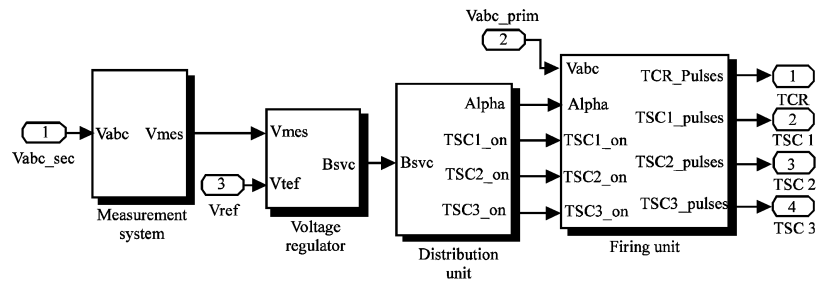 Vabc_prim
2
Vabc
TCR_Pulses
1
TCR
Alpha
Alpha
TSC1_pulses
2
TSC 1
1
Vabc_sec
Vabc
Vmes
Vmes
TSC1_on
TSC1_on
Bsvc
Bsvc
TSC2_on
TSC2_on
TSC2_pulses
3
TSC 2
3
Vref
Vtef
TSC3_on
TSC3_on
TSC3_pulses
4
TSC 3
Measurement
system
Voltage
regulator
Distribution
unit
Firing unit